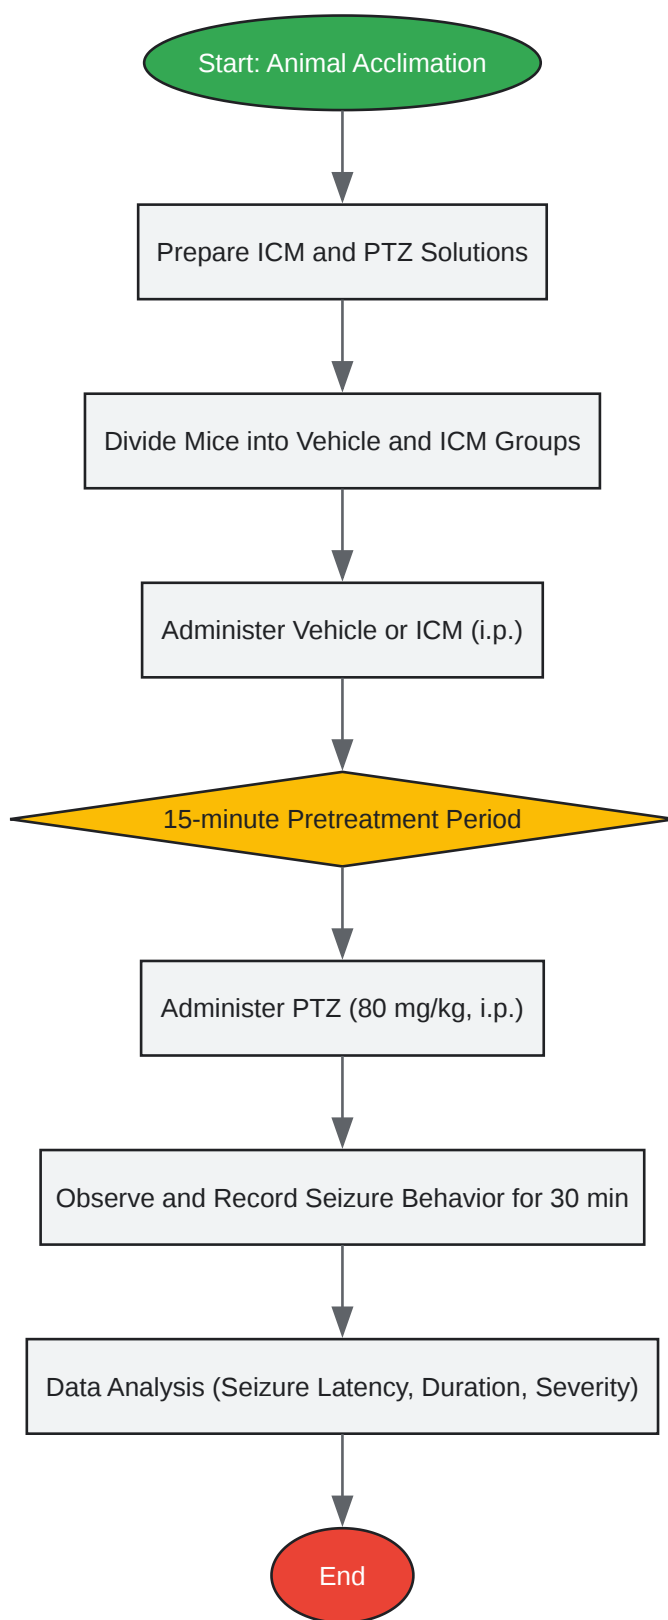 Start: Animal Acclimation
Prepare ICM and PTZ Solutions
Divide Mice into Vehicle and ICM Groups
Administer Vehicle or ICM (i.p.)
15-minute Pretreatment Period
Administer PTZ (80 mg/kg, i.p.)
Observe and Record Seizure Behavior for 30 min
Data Analysis (Seizure Latency, Duration, Severity)
End